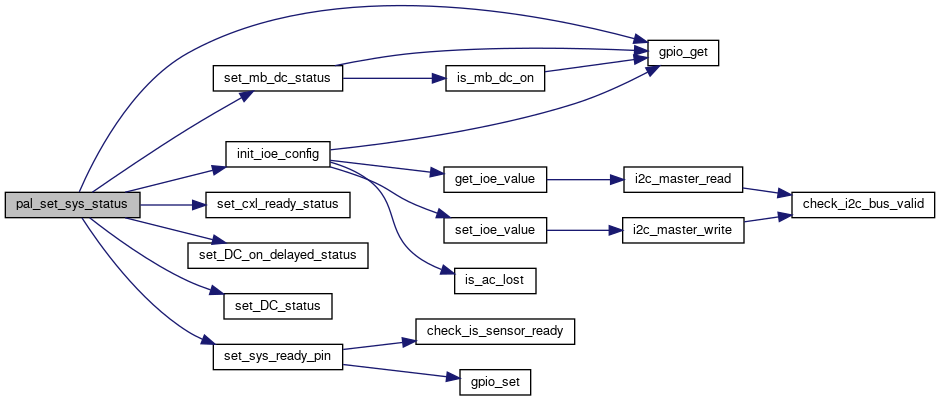 pal_set_sys_status
gpio_get
set_mb_dc_status
is_mb_dc_on
init_ioe_config
get_ioe_value
i2c_master_read
set_cxl_ready_status
check_i2c_bus_valid
set_ioe_value
i2c_master_write
set_DC_on_delayed_status
is_ac_lost
set_DC_status
check_is_sensor_ready
set_sys_ready_pin
gpio_set